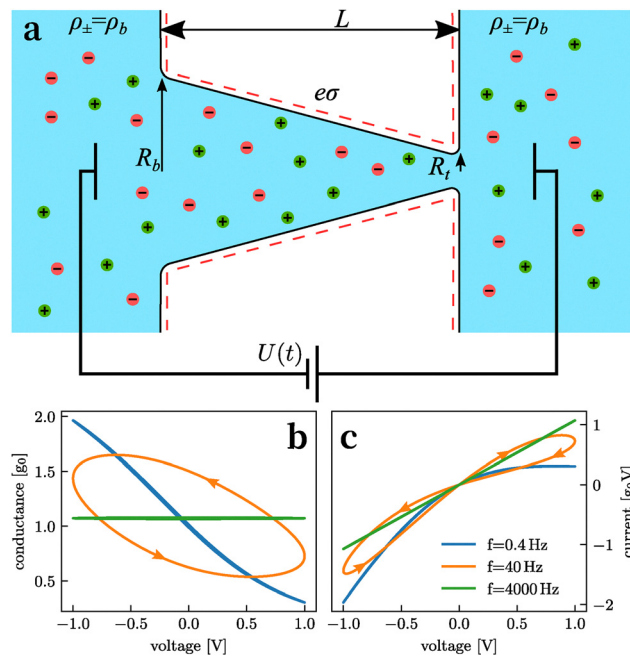 a
ρ±=ρb
L
ρ±=ρb
eσ
Rb
Rt
U(t)
b
2.0
1.5
1.0
0.5
conductance [g₀]
−1.0
−0.5
0.0
0.5
1.0
voltage [V]
c
1
0
−1
−2
current [g₀V]
f=0.4 Hz
f=40 Hz
f=4000 Hz
−1.0
−0.5
0.0
0.5
1.0
voltage [V]